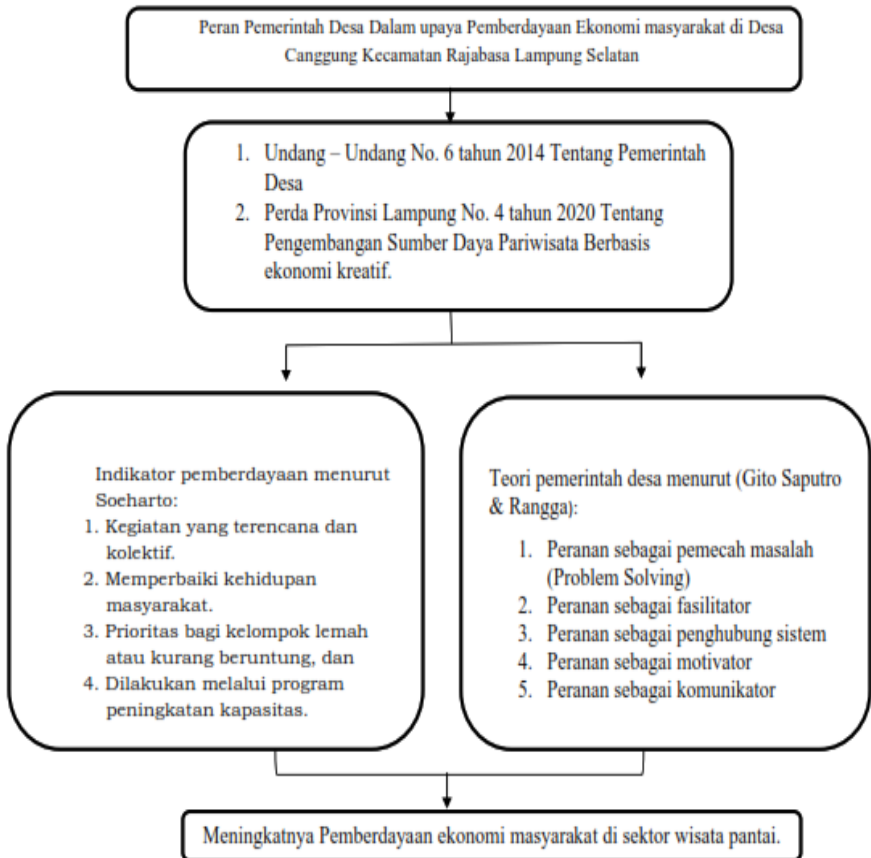 Peran Pemerintah Desa Dalam upaya Pemberdayaan Ekonomi masyarakat di Desa
Canggung Kecamatan Rajabasa Lampung Selatan
1. Undang – Undang No. 6 tahun 2014 Tentang Pemerintah
Desa
2. Perda Provinsi Lampung No. 4 tahun 2020 Tentang
Pengembangan Sumber Daya Pariwisata Berbasis
ekonomi kreatif.
Indikator pemberdayaan menurut
Soeharto:
1. Kegiatan yang terencana dan
kolektif.
2. Memperbaiki kehidupan
masyarakat.
3. Prioritas bagi kelompok lemah
atau kurang beruntung, dan
4. Dilakukan melalui program
peningkatan kapasitas.
Teori pemerintah desa menurut (Gito Saputro
& Rangga):
1. Peranan sebagai pemecah masalah
(Problem Solving)
2. Peranan sebagai fasilitator
3. Peranan sebagai penghubung sistem
4. Peranan sebagai motivator
5. Peranan sebagai komunikator
Meningkatnya Pemberdayaan ekonomi masyarakat di sektor wisata pantai.